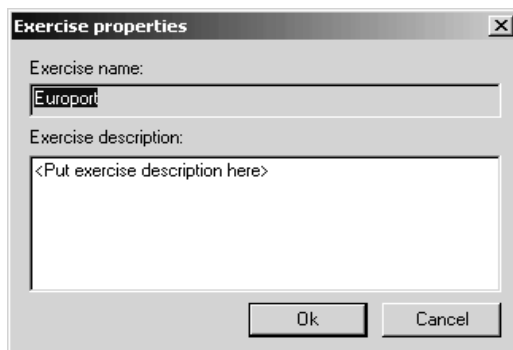 Exercise properties
Exercise name:
Europort
Exercise description:
<Put exercise description here>
Ok
Cancel